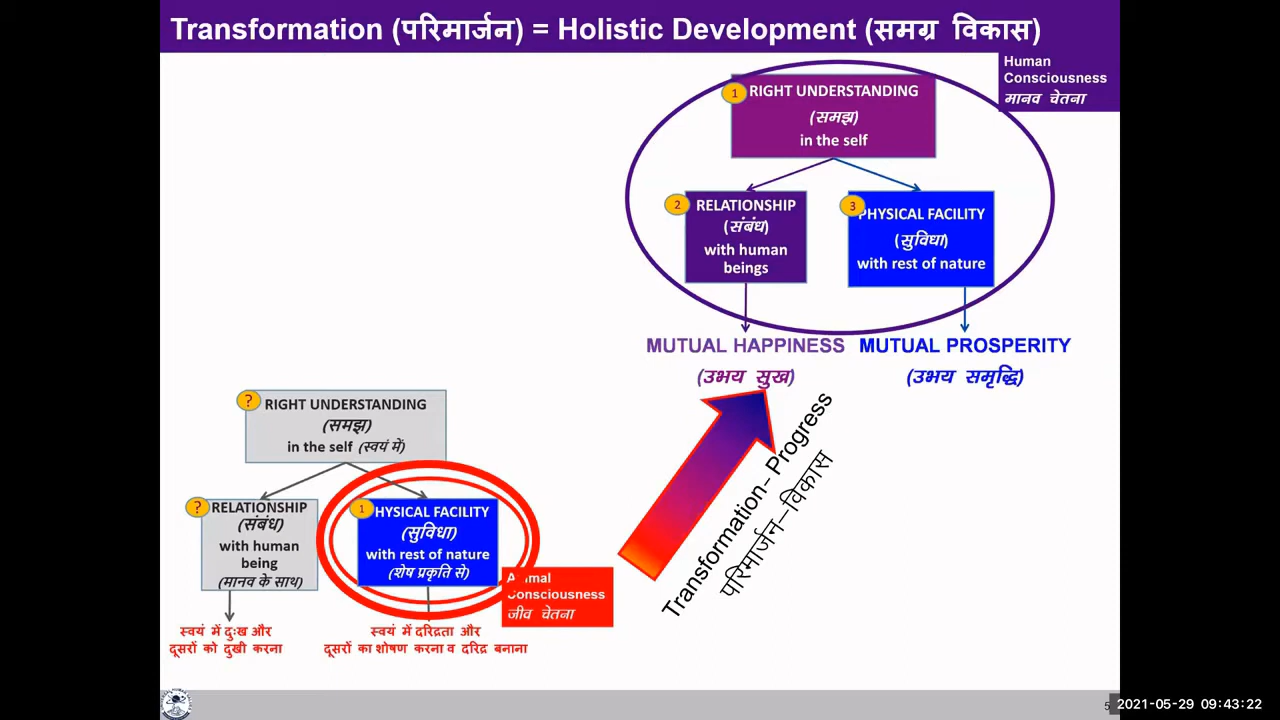 Transformation (परिमार्जन) = Holistic Development (समग्र विकास)
Human
Consciousness
मानव चेतना
1
RIGHT UNDERSTANDING
(समझ)
in the self
2
RELATIONSHIP
(संबंध)
with human
beings
3
PHYSICAL FACILITY
(सुविधा)
with rest of nature
MUTUAL HAPPINESS
(उभय सुख)
MUTUAL PROSPERITY
(उभय समृद्धि)
Transformation– Progress
परिमार्जन–विकास
?
RIGHT UNDERSTANDING
(समझ)
in the self (स्वयं में)
?
RELATIONSHIP
(संबंध)
with human
being
(मानव के साथ)
1
HYSICAL FACILITY
(सुविधा)
with rest of nature
(शेष प्रकृति से)
Animal
Consciousness
जीव चेतना
स्वयं में दुःख और
दूसरों को दुखी करना
स्वयं में दरिद्रता और
दूसरों का शोषण करना व दरिद्र बनाना
5
2021-05-29 09:43:22